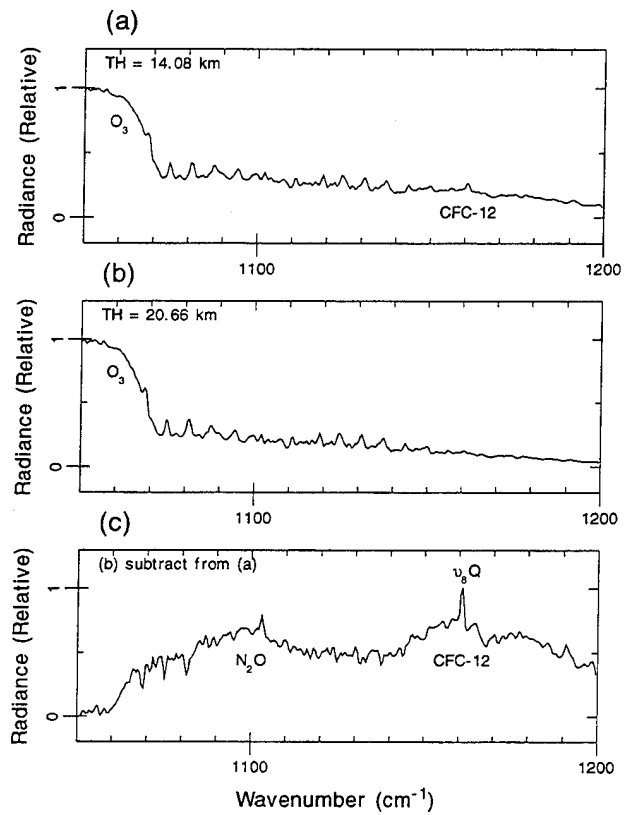 (a)
TH = 14.08 km
Radiance (Relative)
1
0
O3
CFC-12
1100 1200
(b)
TH = 20.66 km
Radiance (Relative)
1
0
O3
1100 1200
(c)
(b) subtract from (a)
Radiance (Relative)
1
0
υ8Q
N2O
CFC-12
1100 1200
Wavenumber (cm-1)